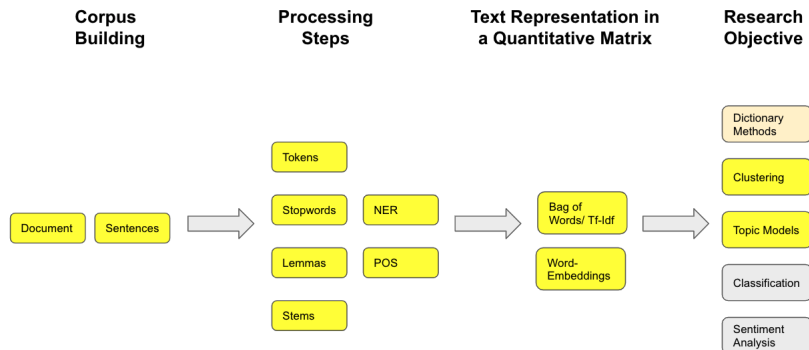 Corpus
Building
Processing
Steps
Text Representation in
a Quantitative Matrix
Research
Objective
Document
Sentences
Tokens
Stopwords
NER
Lemmas
POS
Stems
Bag of
Words/ Tf-Idf
Word-
Embeddings
Dictionary
Methods
Clustering
Topic Models
Classification
Sentiment
Analysis